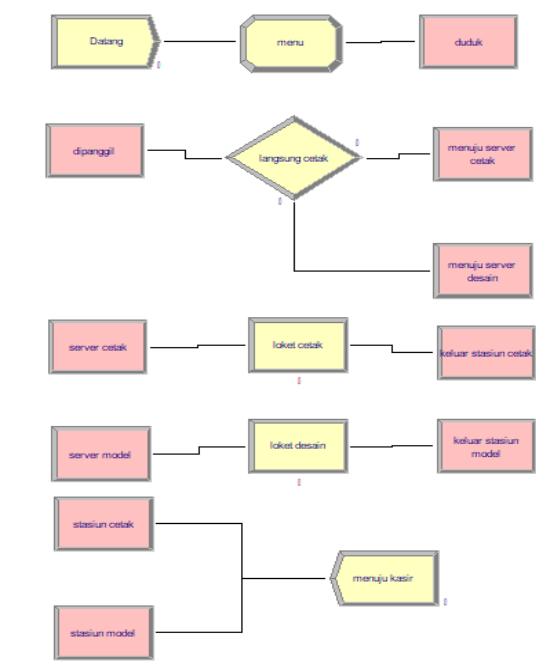 Datang
menu
duduk
dipanggil
langsung cetak
menuju server
cetak
menuju server
desain
server cetak
loket cetak
keluar stasiun cetak
server model
loket desain
keluar stasiun
model
stasiun cetak
menuju kasir
stasiun model